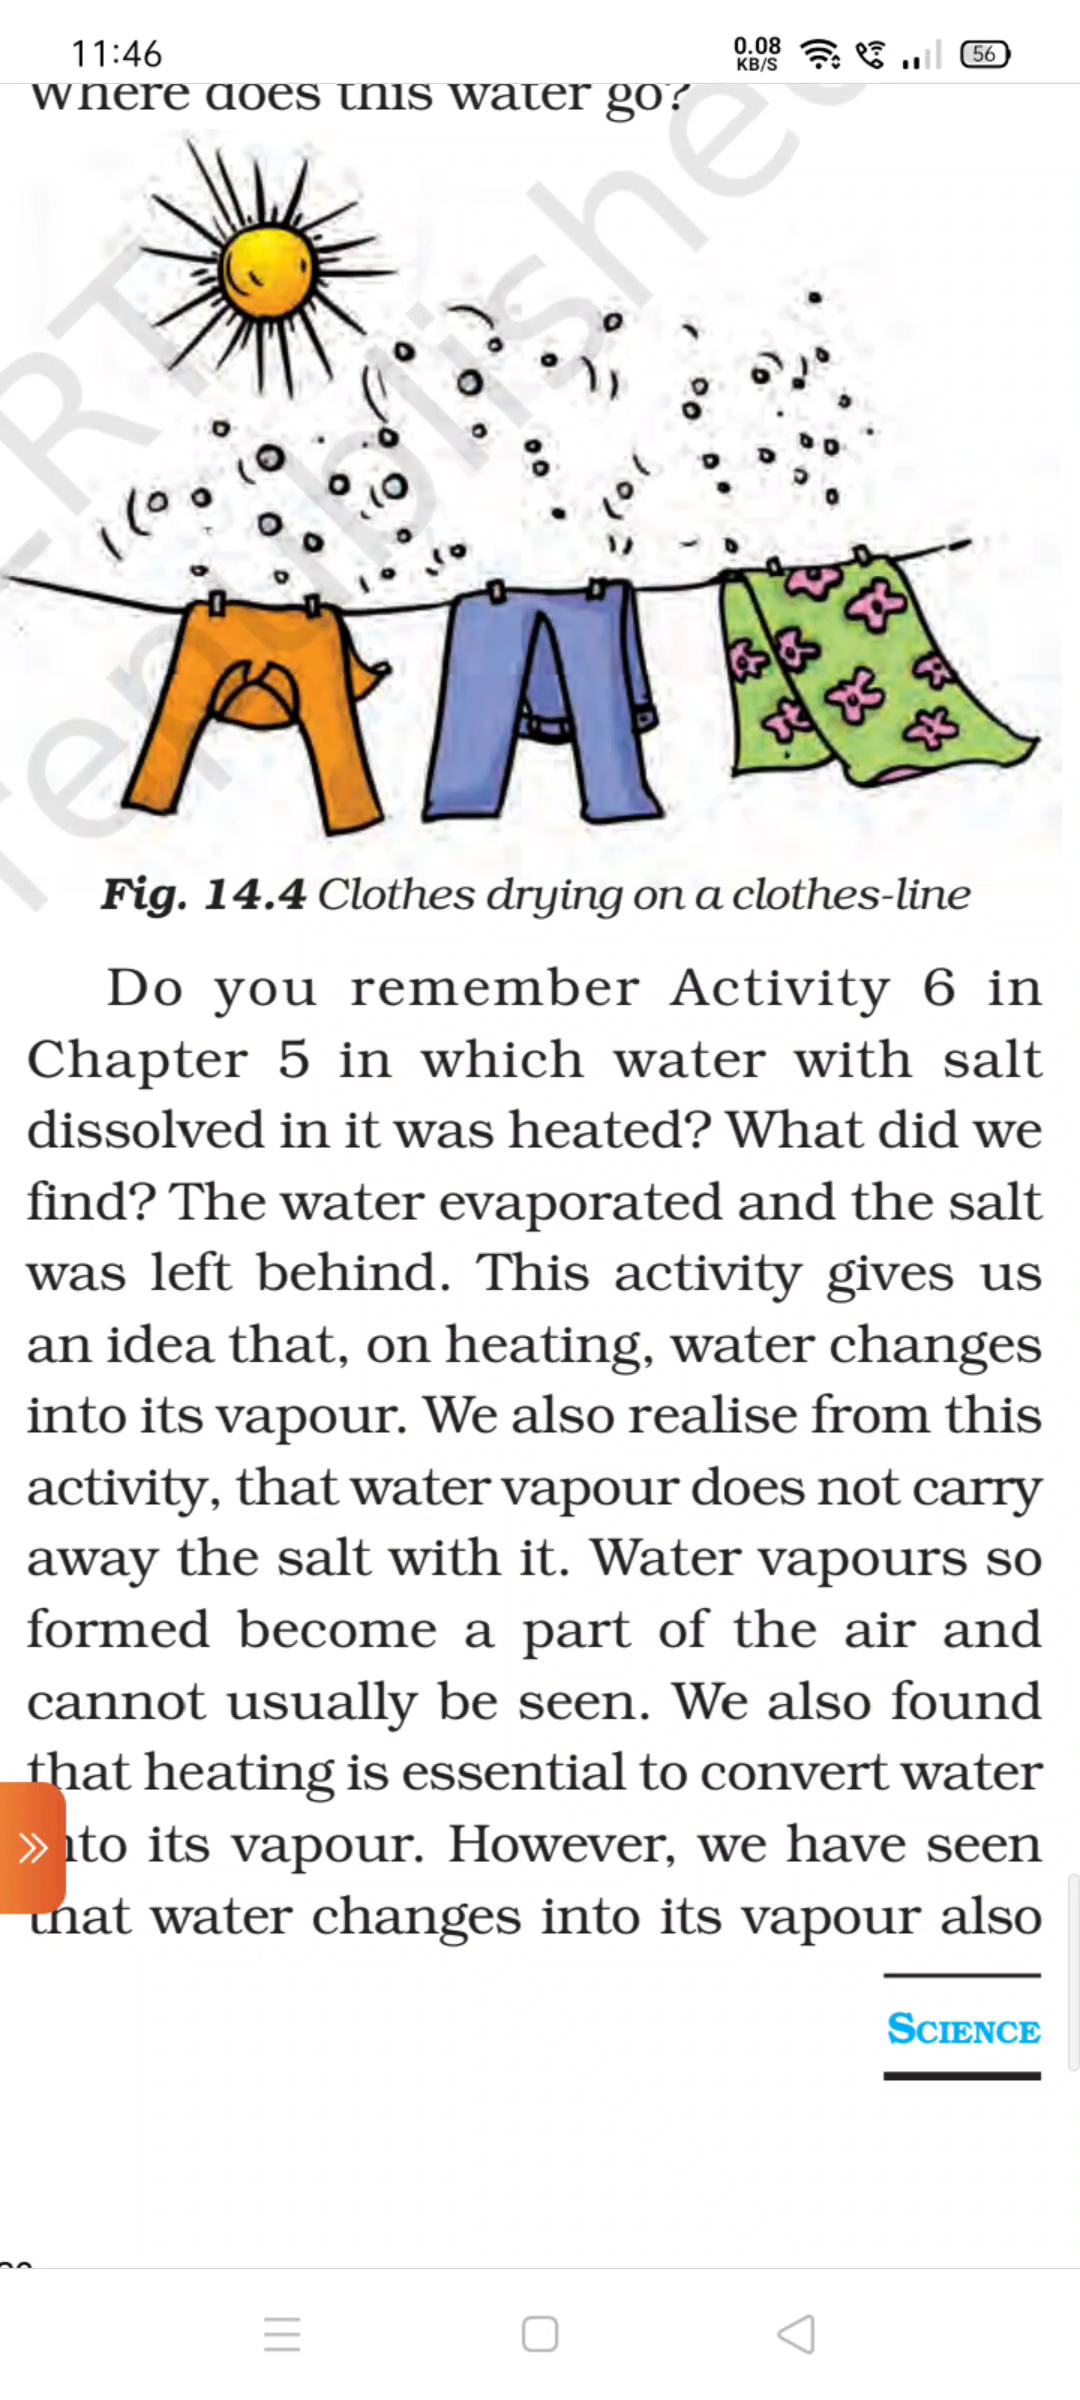 11:46
0.08
KB/S
56
Where does this water go?
Fig. 14.4 Clothes drying on a clothes-line
Do you remember Activity 6 in
Chapter 5 in which water with salt
dissolved in it was heated? What did we
find? The water evaporated and the salt
was left behind. This activity gives us
an idea that, on heating, water changes
into its vapour. We also realise from this
activity, that water vapour does not carry
away the salt with it. Water vapours so
formed become a part of the air and
cannot usually be seen. We also found
that heating is essential to convert water
to its vapour. However, we have seen
that water changes into its vapour also
SCIENCE